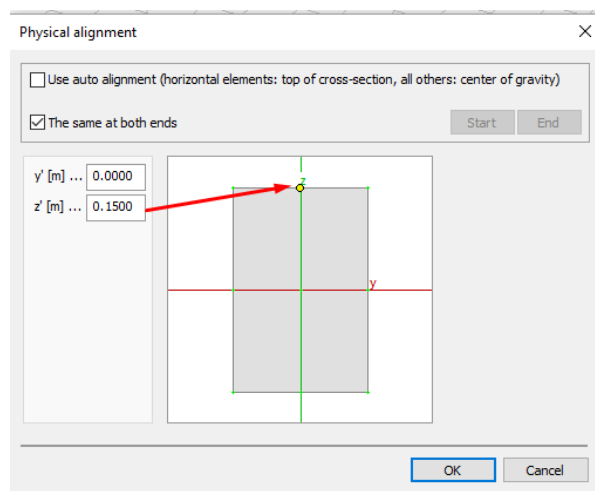 Physical alignment
Use auto alignment (horizontal elements: top of cross-section, all others: center of gravity)
The same at both ends
Start End
y' [m] ... 0.0000
z' [m] ... 0.1500
z
y
OK Cancel